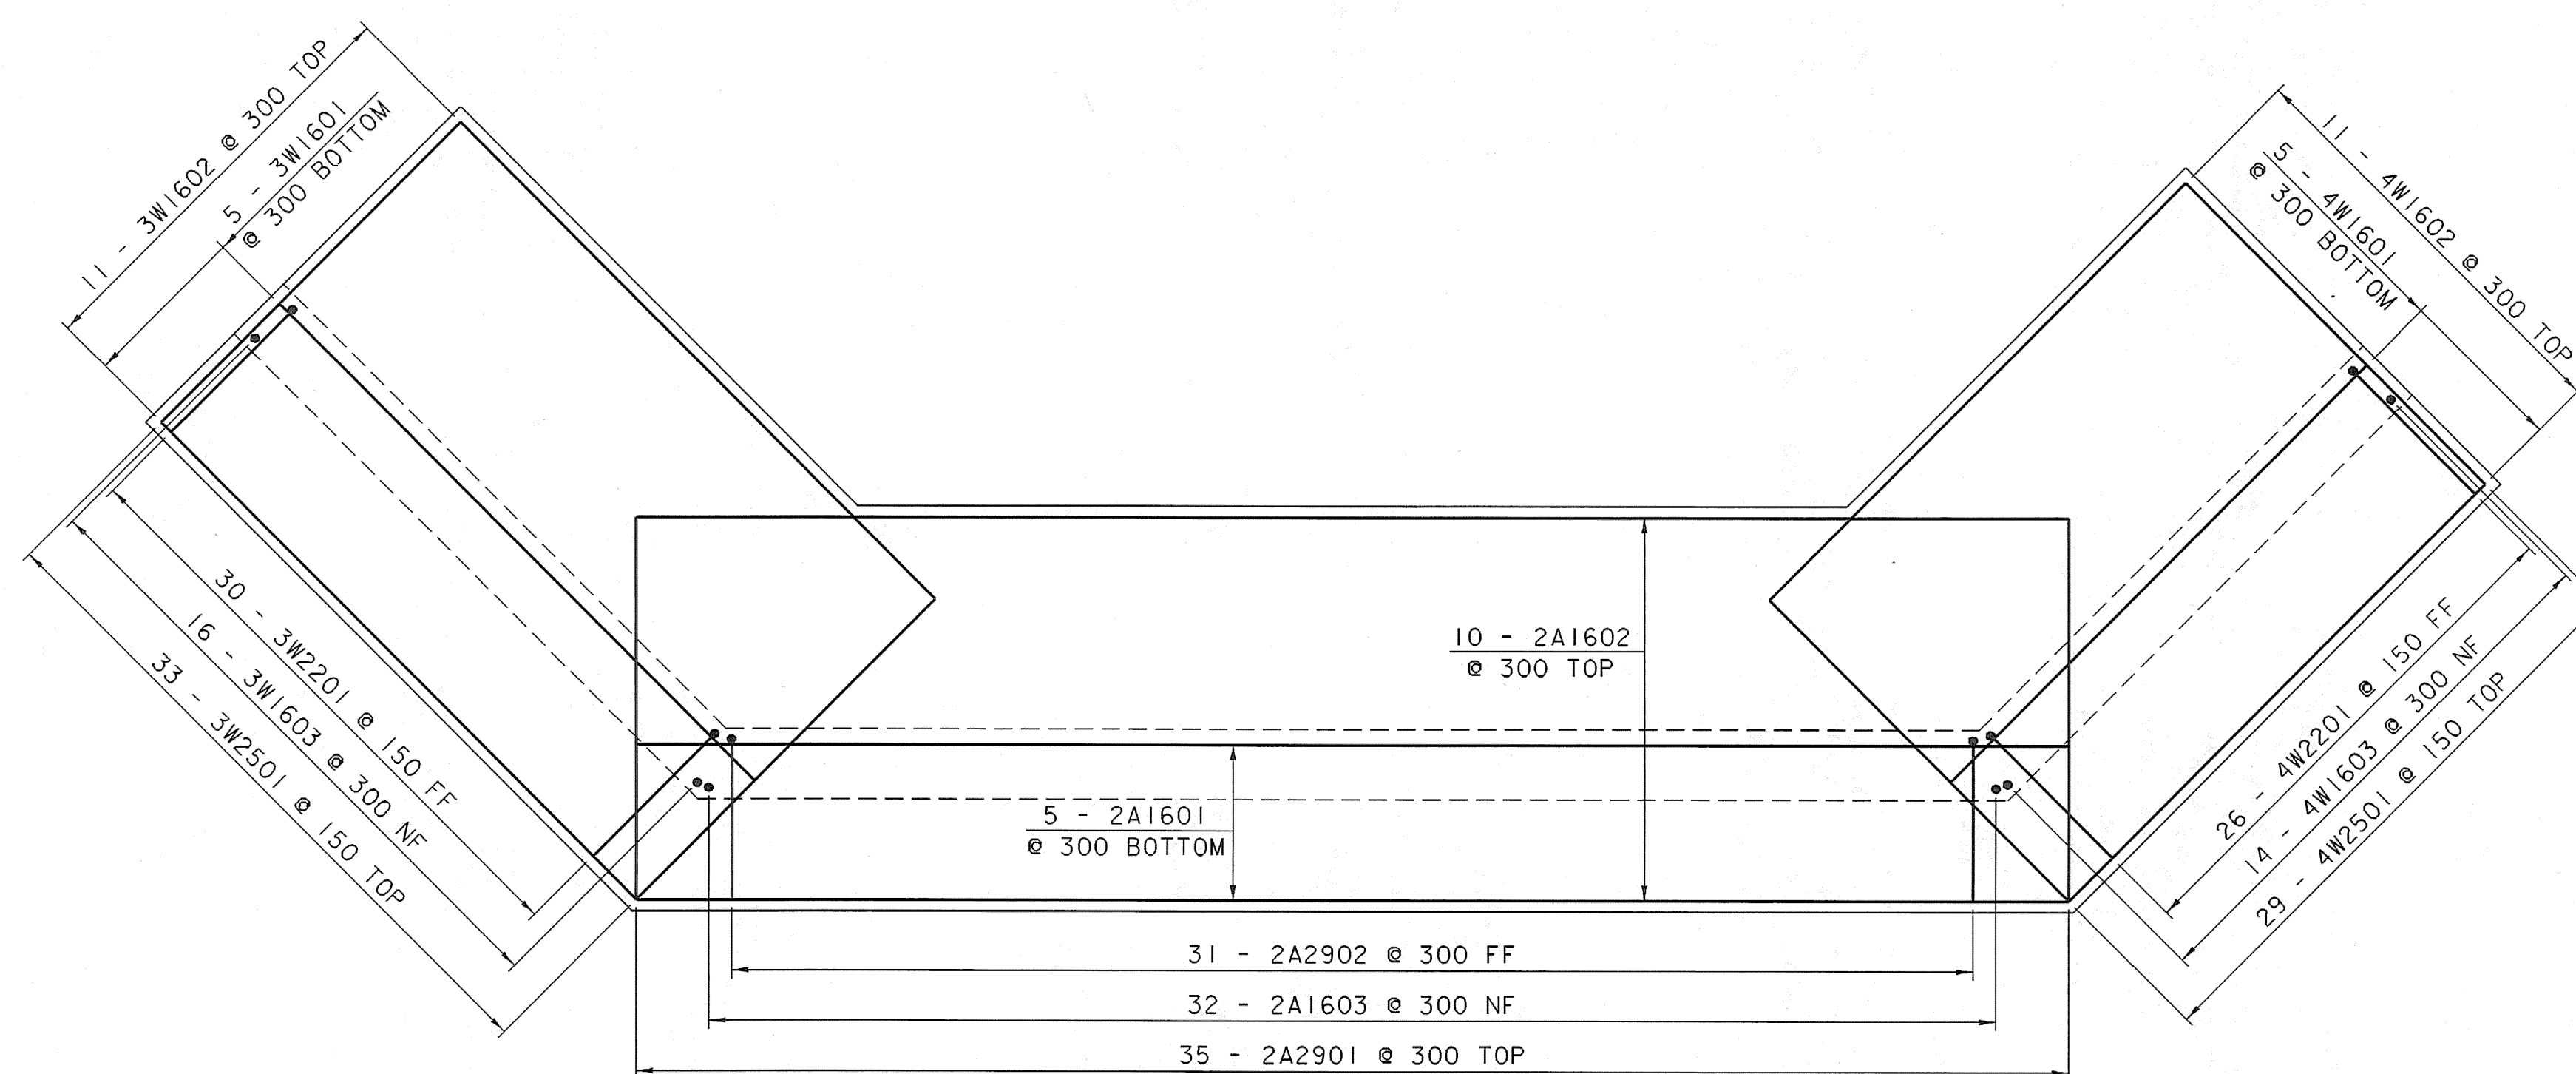 11 - 3W1602 @ 300 TOP
5 - 3W1601
@ 300 BOTTOM
11 - 4W1602 @ 300 TOP
5 - 4W1601
@ 300 BOTTOM
30 - 3W2201 @ 150 FF
16 - 3W1603 @ 300 NF
33 - 3W2501 @ 150 TOP
10 - 2A1602
@ 300 TOP
5 - 2A1601
@ 300 BOTTOM
26 - 4W2201 @ 150 FF
14 - 4W1603 @ 300 NF
29 - 4W2501 @ 150 TOP
31 - 2A2902 @ 300 FF
32 - 2A1603 @ 300 NF
35 - 2A2901 @ 300 TOP